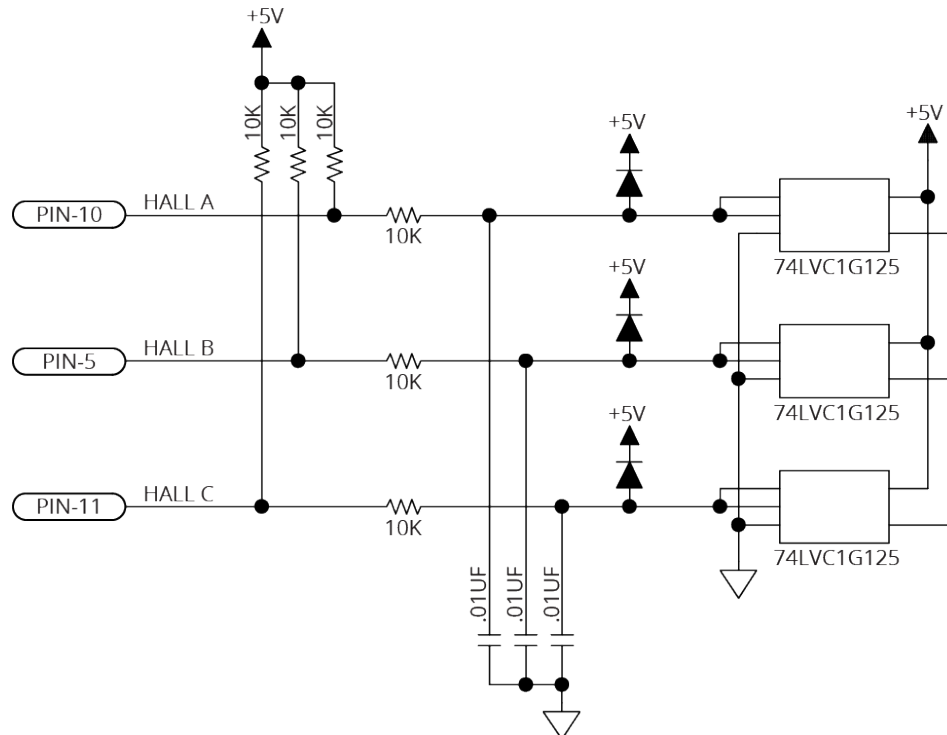 +5V
10K 10K 10K
+5V
+5V
PIN-10 HALL A
10K
74LVC1G125
+5V
PIN-5 HALL B
10K
74LVC1G125
+5V
PIN-11 HALL C
10K
74LVC1G125
.01UF .01UF .01UF